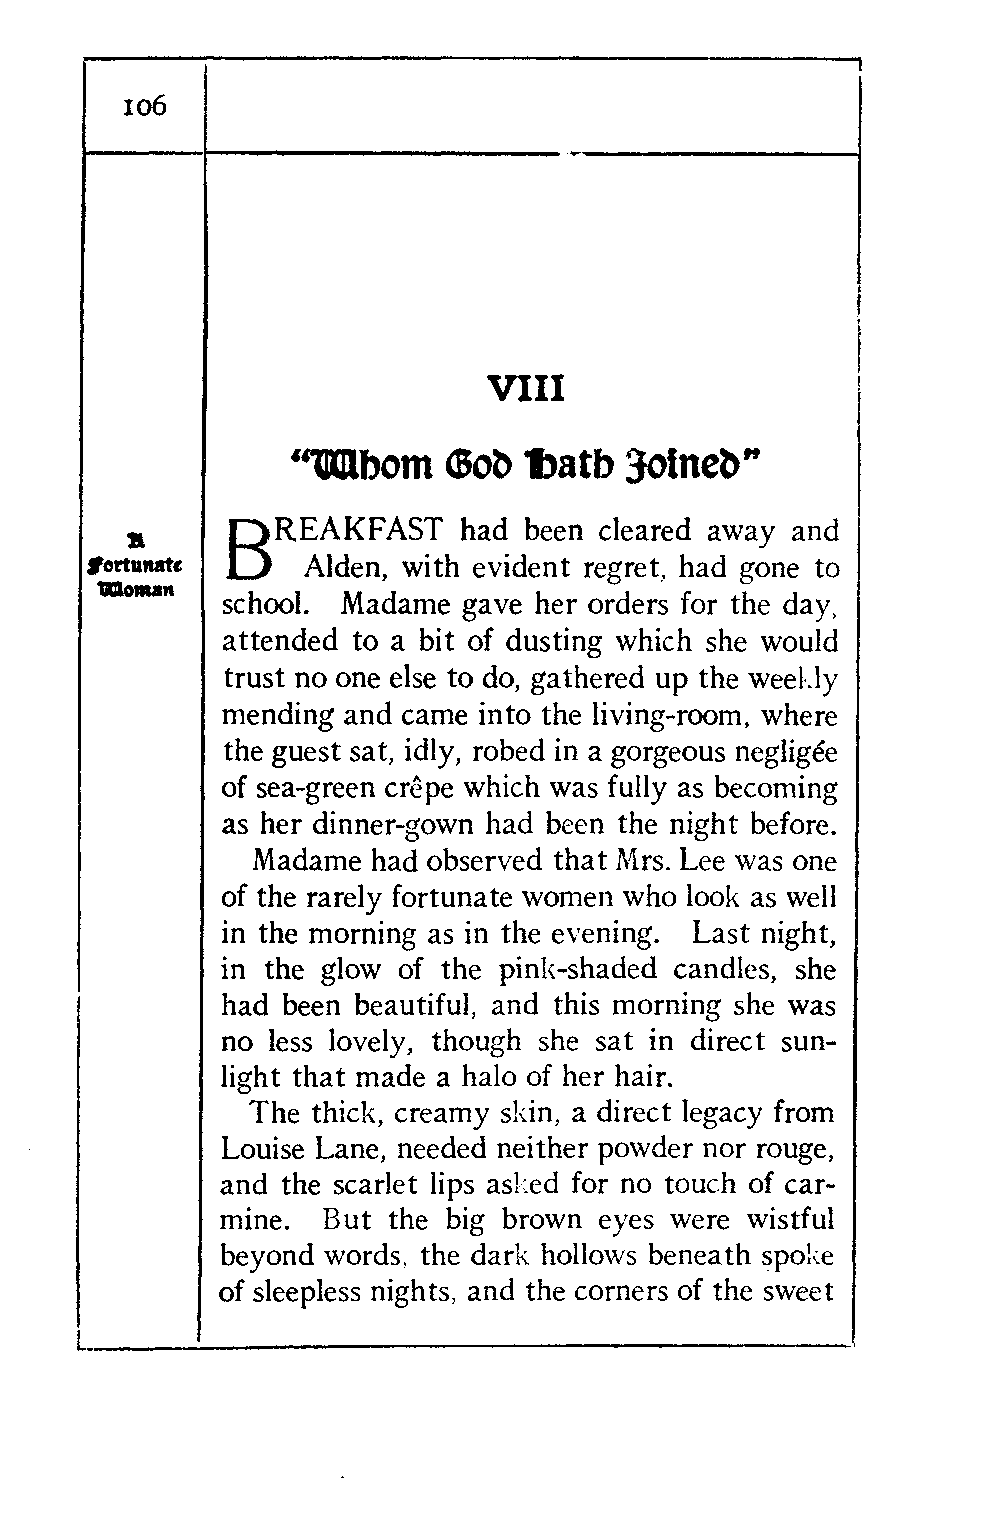 106
VIII
"Whom God Hath Joined"
A
Fortunate
Woman
BREAKFAST had been cleared away and
Alden, with evident regret, had gone to
school. Madame gave her orders for the day,
attended to a bit of dusting which she would
trust no one else to do, gathered up the weekly
mending and came into the living-room, where
the guest sat, idly, robed in a gorgeous negligée
of sea-green crêpe which was fully as becoming
as her dinner-gown had been the night before.
Madame had observed that Mrs. Lee was one
of the rarely fortunate women who look as well
in the morning as in the evening. Last night,
in the glow of the pink-shaded candles, she
had been beautiful, and this morning she was
no less lovely, though she sat in direct sun-
light that made a halo of her hair.
The thick, creamy skin, a direct legacy from
Louise Lane, needed neither powder nor rouge,
and the scarlet lips asked for no touch of car-
mine. But the big brown eyes were wistful
beyond words, the dark hollows beneath spoke
of sleepless nights, and the corners of the sweet